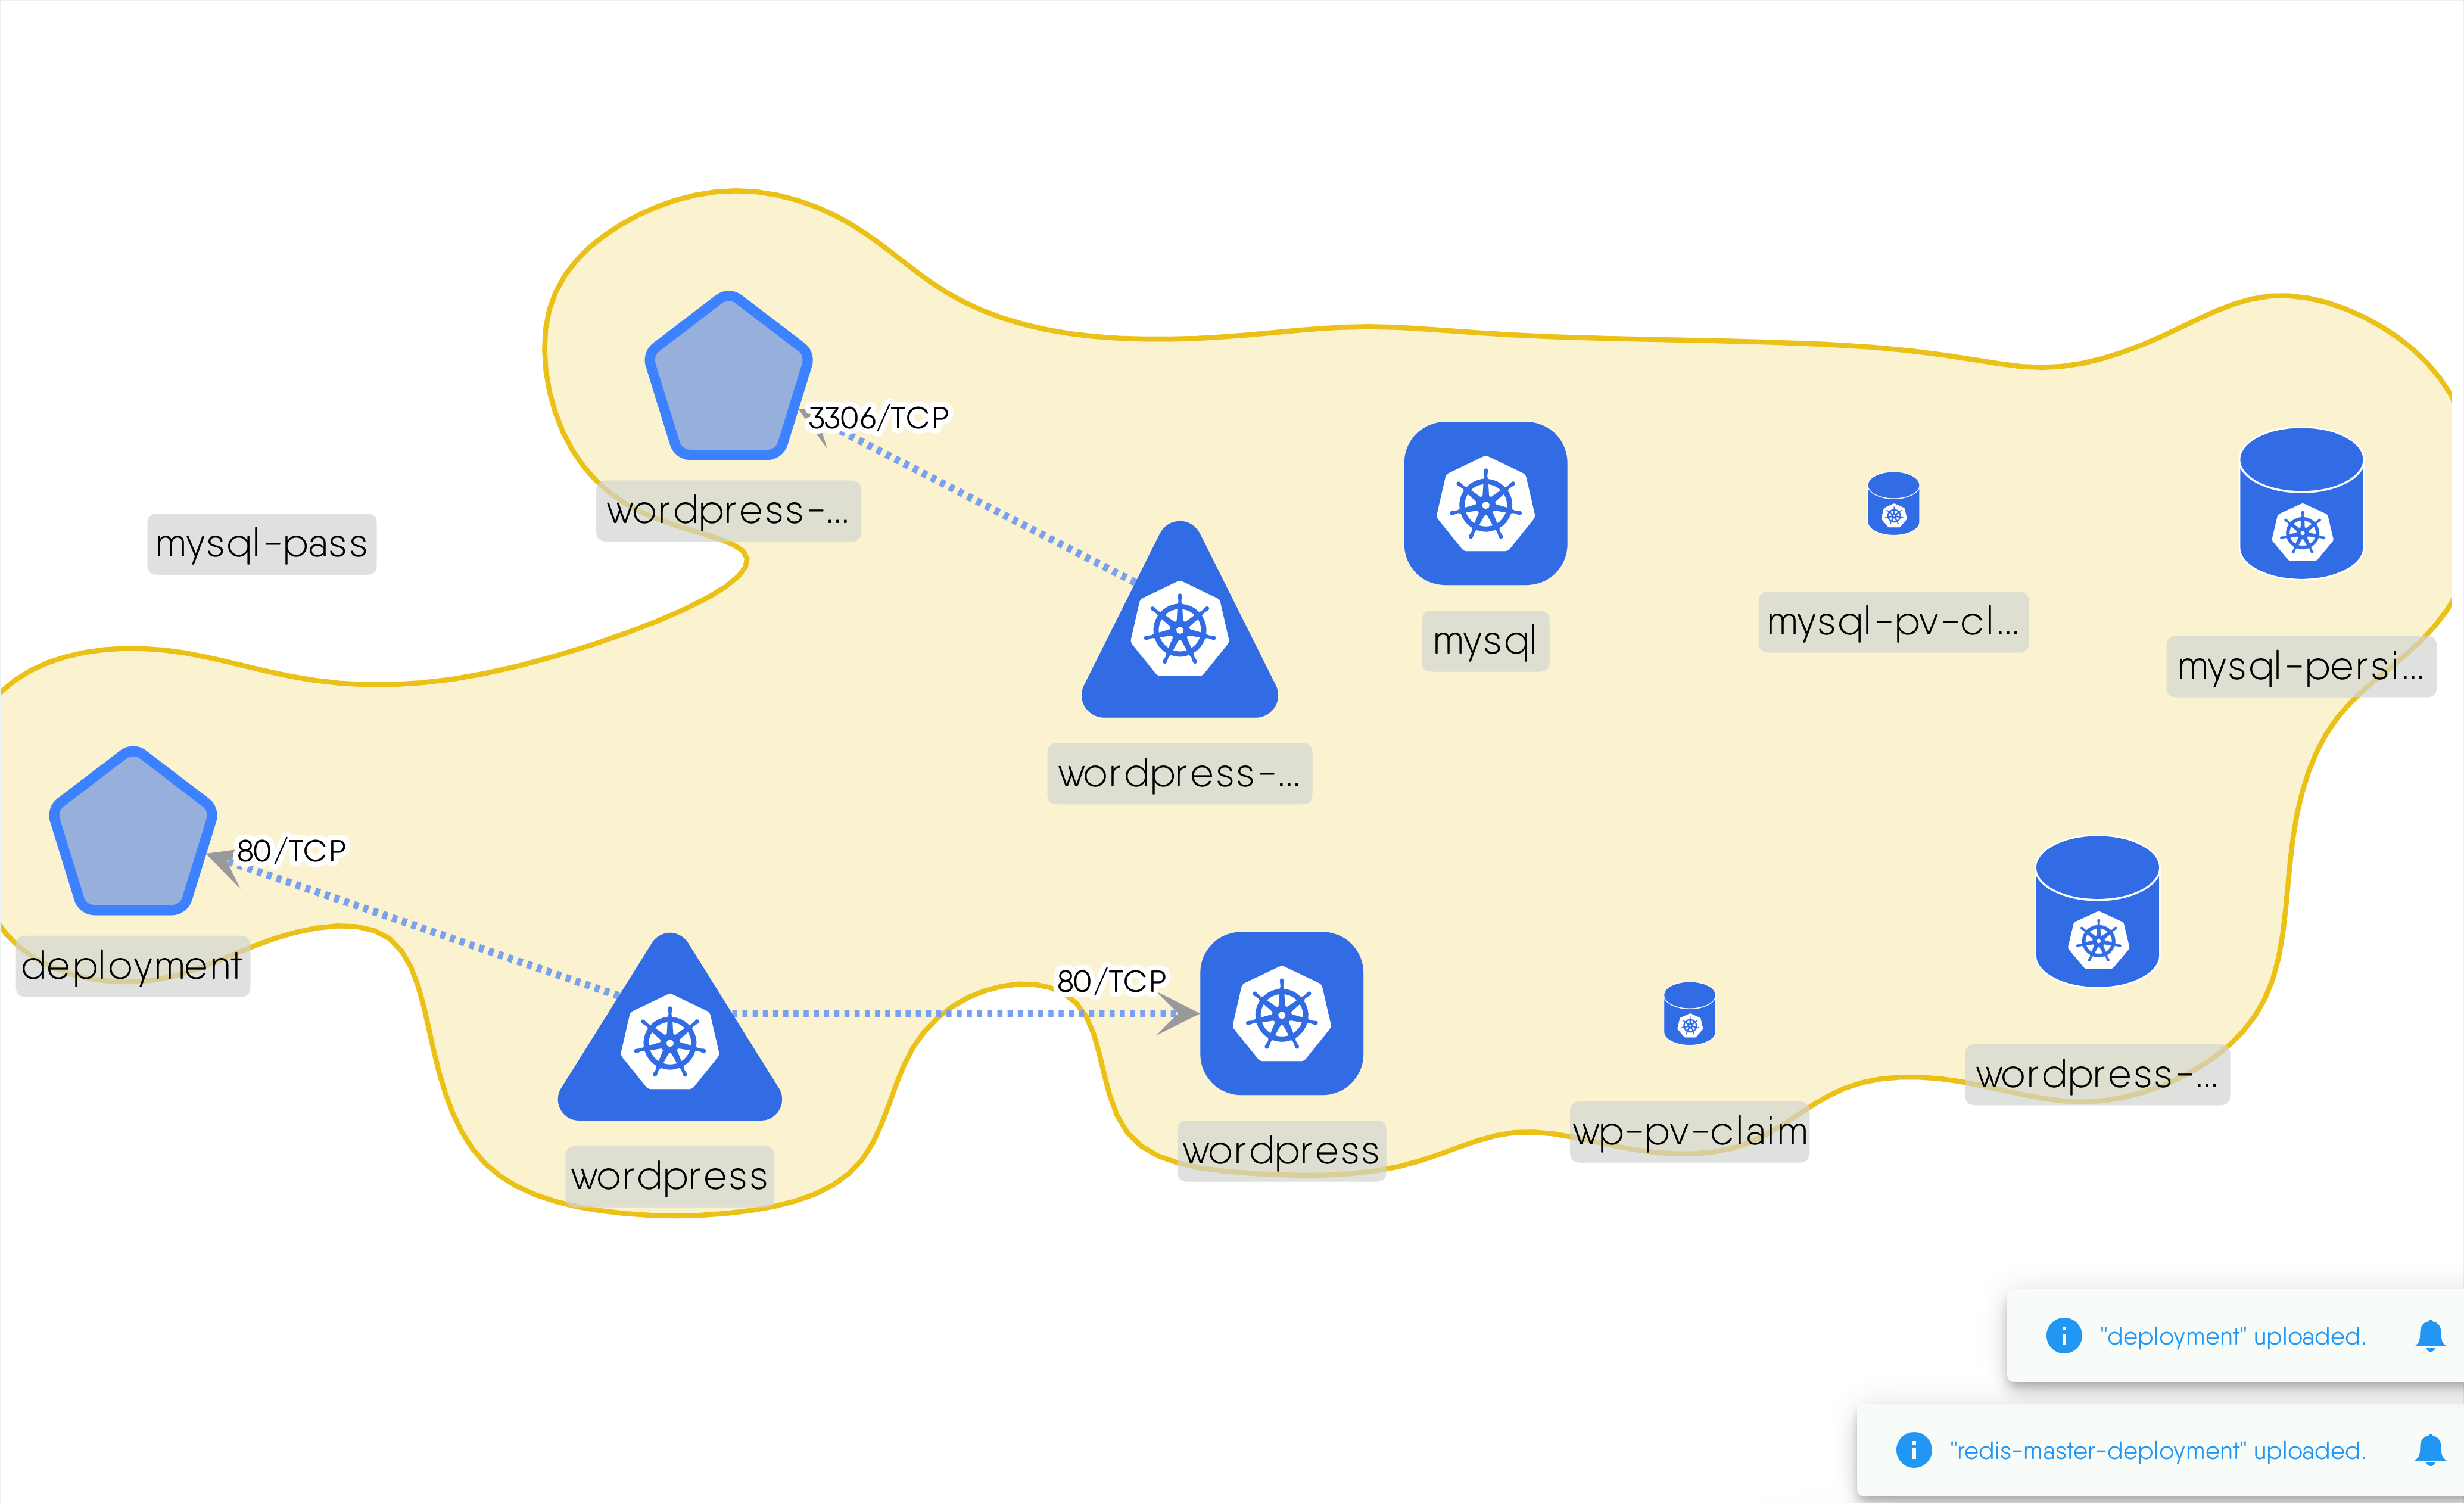 3306/TCP
wordpress-...
mysql-pass
mysql
mysql-pv-cl...
mysql-persi...
wordpress-...
80/TCP
deployment
80/TCP
wordpress
wordpress
wp-pv-claim
wordpress-...
"deployment" uploaded.
"redis-master-deployment" uploaded.